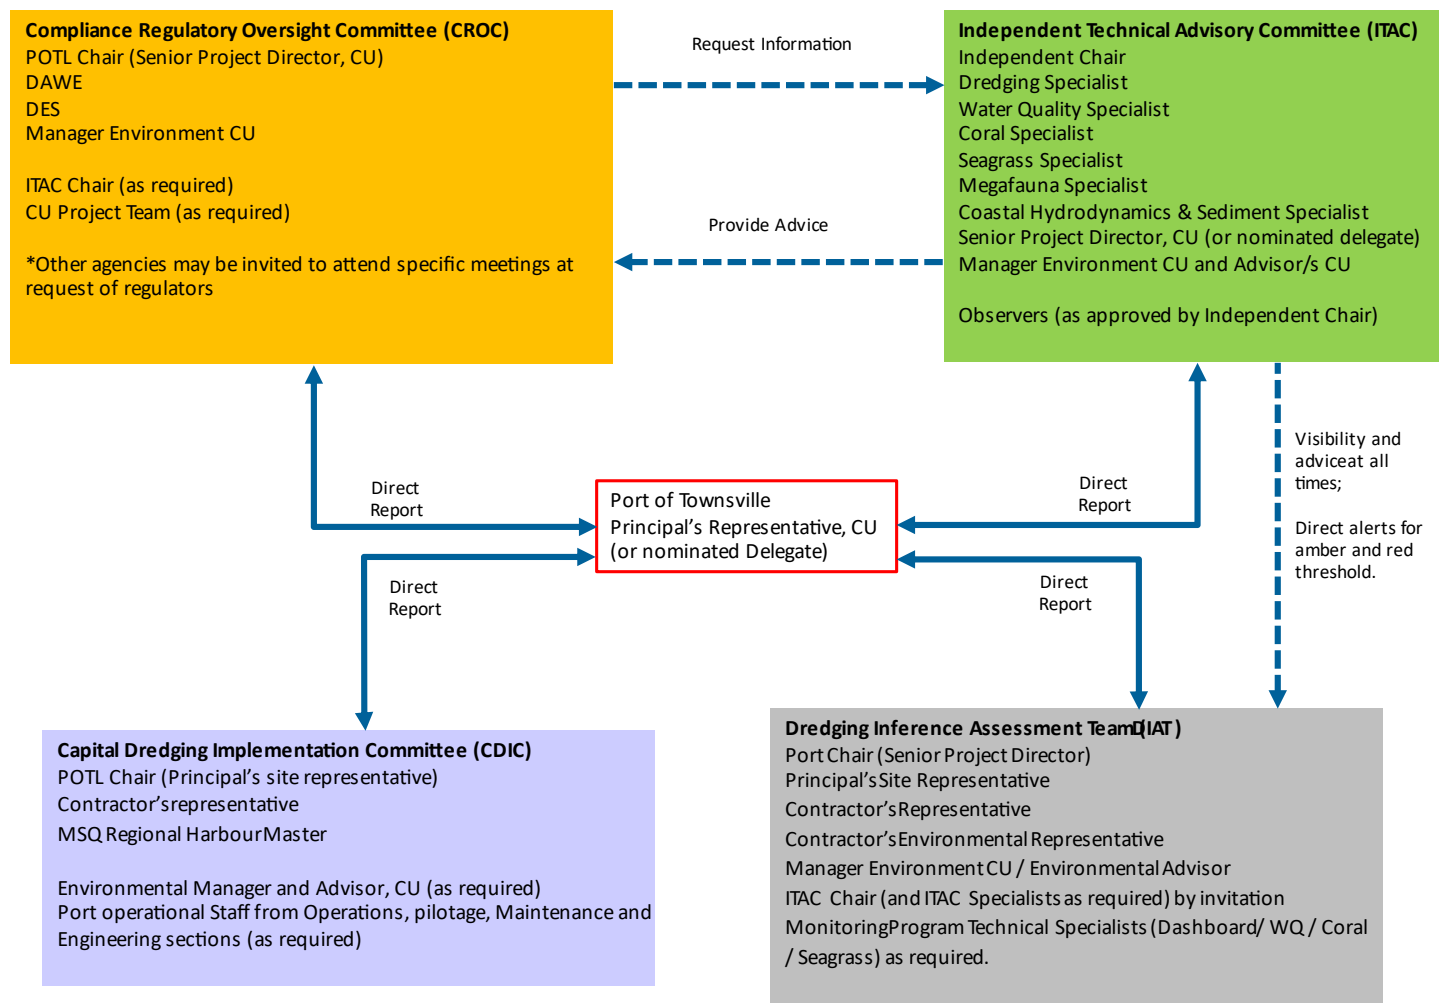 Compliance Regulatory Oversight Committee (CROC)
POTL Chair (Senior Project Director, CU)
DAWE
DES
Manager Environment CU
ITAC Chair (as required)
CU Project Team (as required)
*Other agencies may be invited to attend specific meetings at
request of regulators
Request Information
Provide Advice
Independent Technical Advisory Committee (ITAC)
Independent Chair
Dredging Specialist
Water Quality Specialist
Coral Specialist
Seagrass Specialist
Megafauna Specialist
Coastal Hydrodynamics & Sediment Specialist
Senior Project Director, CU (or nominated delegate)
Manager Environment CU and Advisor/s CU
Observers (as approved by Independent Chair)
Visibility and
adviceat all
times;
Direct alerts for
amber and red
threshold.
Direct
Report
Port of Townsville
Principal's Representative, CU
(or nominated Delegate)
Direct
Report
Direct
Report
Direct
Report
Capital Dredging Implementation Committee (CDIC)
POTL Chair (Principal's site representative)
Contractor'srepresentative
MSQ Regional HarbourMaster
Environmental Manager and Advisor, CU (as required)
Port operational Staff from Operations, pilotage, Maintenance and
Engineering sections (as required)
Dredging Inference Assessment Team(DIAT)
Port Chair (Senior Project Director)
Principal'sSite Representative
Contractor'sRepresentative
Contractor'sEnvironmental Representative
Manager Environment CU / Environmental Advisor
ITAC Chair (and ITAC Specialists as required) by invitation
MonitoringProgram Technical Specialists (Dashboard/ WQ / Coral
/ Seagrass) as required.